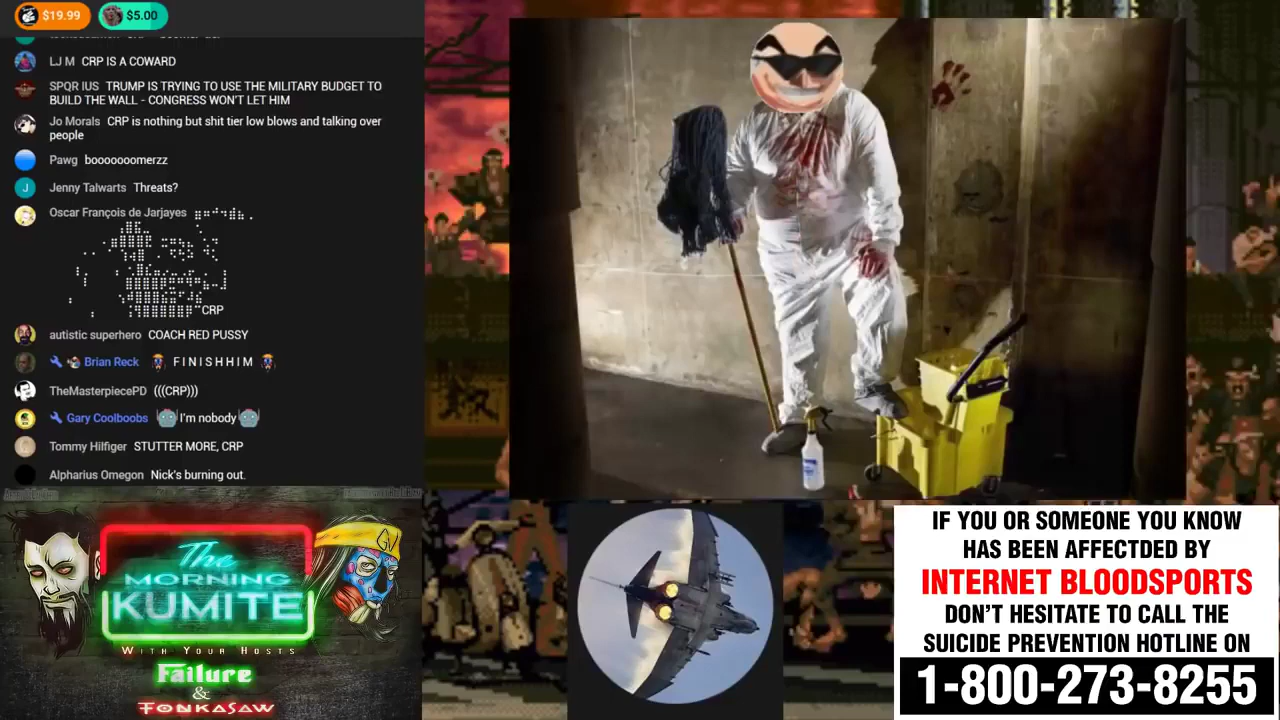 $19.99
$5.00
LJ M CRP IS A COWARD
SPQR IUS TRUMP IS TRYING TO USE THE MILITARY BUDGET TO
BUILD THE WALL - CONGRESS WON'T LET HIM
Jo Morals CRP is nothing but shit tier low blows and talking over
people
Pawg booooooomerzz
Jenny Talwarts Threats?
Oscar François de Jarjayes
CRP
autistic superhero COACH RED PUSSY
Brian Reck F I N I S H H I M
TheMasterpiecePD (((CRP)))
Gary Coolboobs I'm nobody
Tommy Hilfiger STUTTER MORE, CRP
Alpharius Omegon Nick's burning out.
The
MORNING
KUMITE
WITH YOUR HOSTS
Failure
&
TONKASAW
IF YOU OR SOMEONE YOU KNOW
HAS BEEN AFFECTDED BY
INTERNET BLOODSPORTS
DON'T HESITATE TO CALL THE
SUICIDE PREVENTION HOTLINE ON
1-800-273-8255